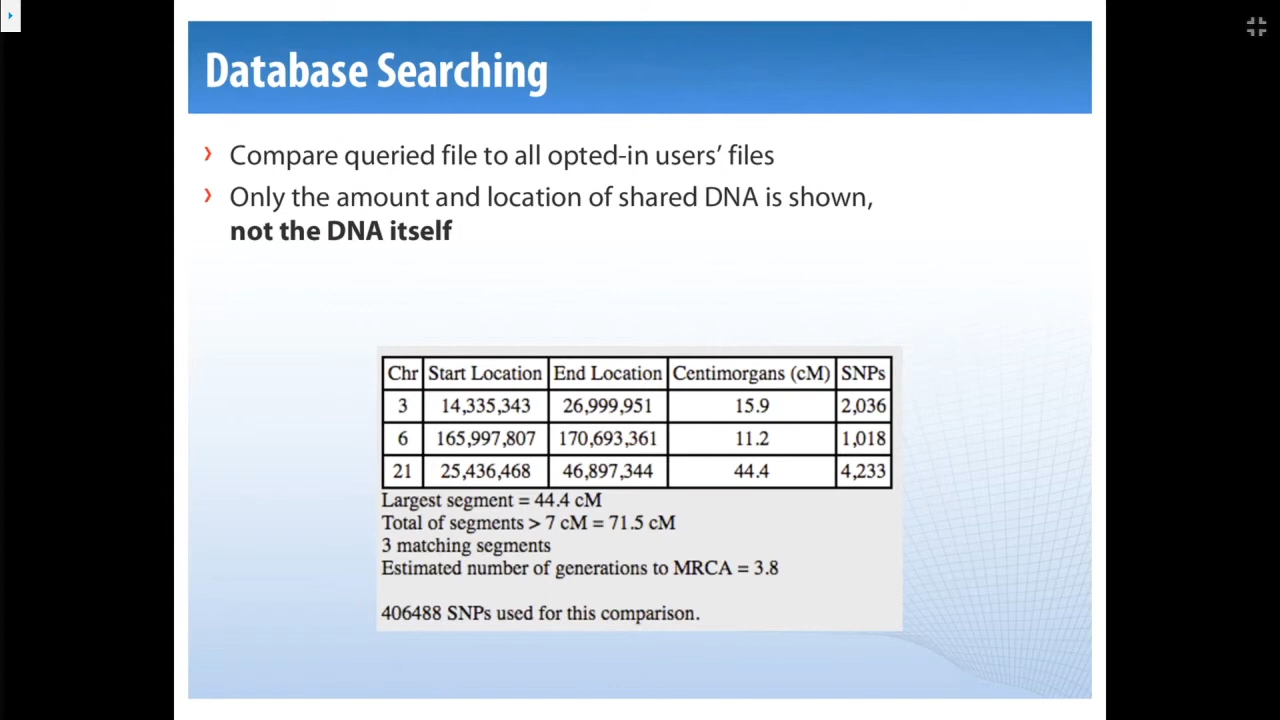 Database Searching
› Compare queried file to all opted-in users’ files
› Only the amount and location of shared DNA is shown,
not the DNA itself
Chr Start Location End Location Centimorgans (cM) SNPs
3 14,335,343 26,999,951 15.9 2,036
6 165,997,807 170,693,361 11.2 1,018
21 25,436,468 46,897,344 44.4 4,233
Largest segment = 44.4 cM
Total of segments > 7 cM = 71.5 cM
3 matching segments
Estimated number of generations to MRCA = 3.8
406488 SNPs used for this comparison.